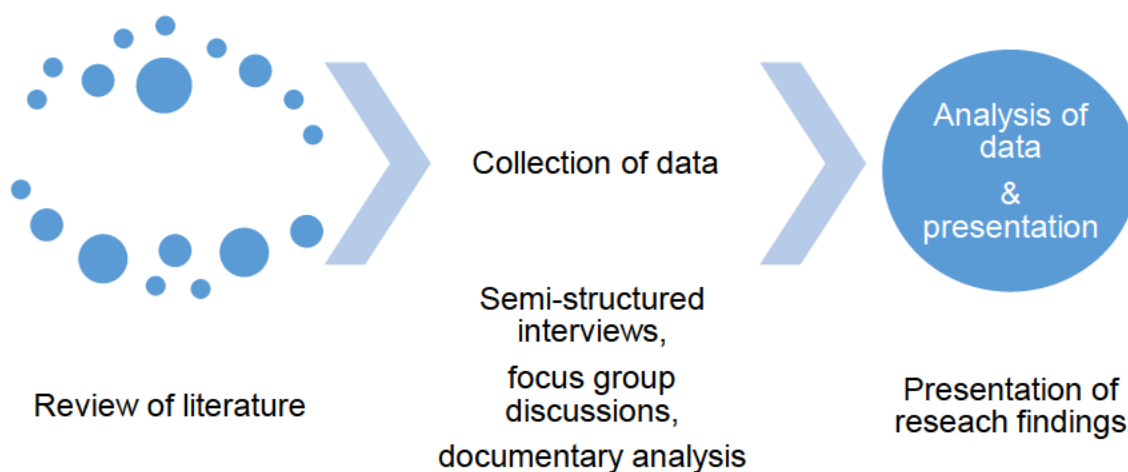 Review of literature
Collection of data
Semi-structured
interviews,
focus group
discussions,
documentary analysis
Analysis of
data
&
presentation
Presentation of
reseach findings